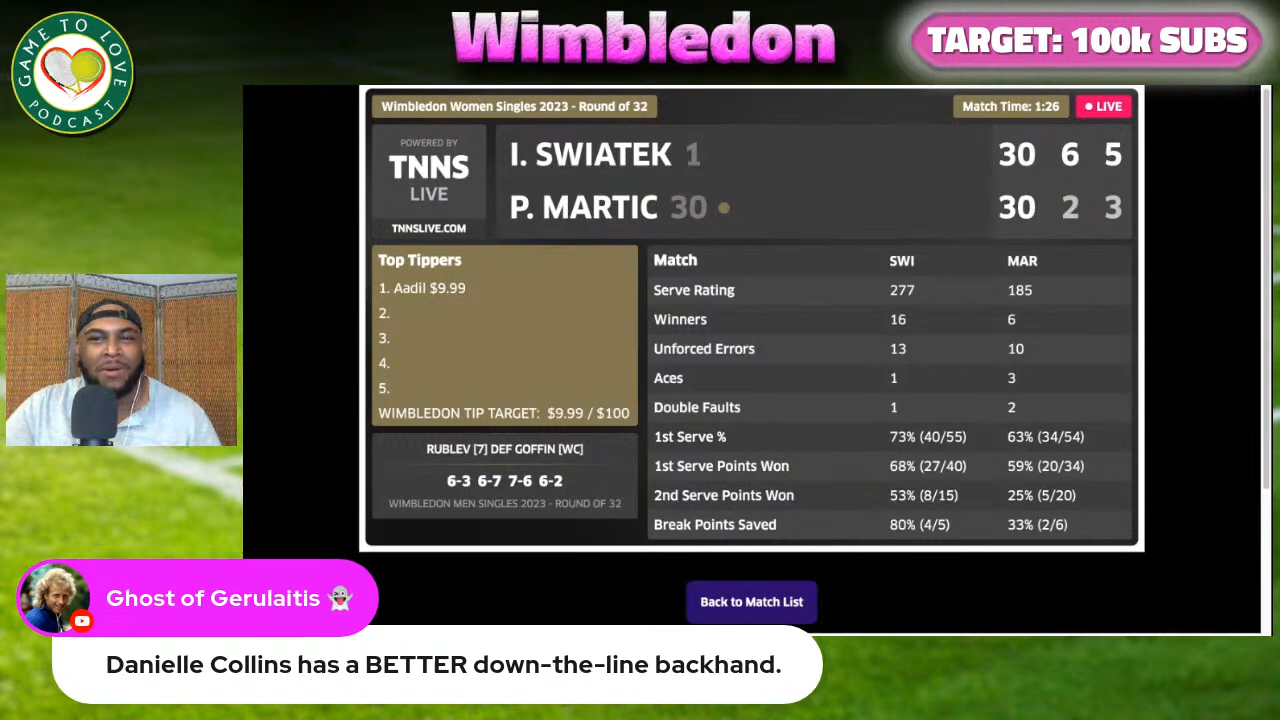 GAME TO LOVE
PODCAST
Wimbledon
TARGET: 100k SUBS
Wimbledon Women Singles 2023 - Round of 32
Match Time: 1:26
LIVE
POWERED BY
TNNS
LIVE
TNNSLIVE.COM
I. SWIATEK 1 30 6 5
P. MARTIC 30 30 2 3
Top Tippers
1. Aadil $9.99
2.
3.
4.
5.
WIMBLEDON TIP TARGET: $9.99 / $100
RUBLEV [7] DEF GOFFIN [WC]
6-3 6-7 7-6 6-2
WIMBLEDON MEN SINGLES 2023 - ROUND OF 32
Match SWI MAR
Serve Rating 277 185
Winners 16 6
Unforced Errors 13 10
Aces 1 3
Double Faults 1 2
1st Serve % 73% (40/55) 63% (34/54)
1st Serve Points Won 68% (27/40) 59% (20/34)
2nd Serve Points Won 53% (8/15) 25% (5/20)
Break Points Saved 80% (4/5) 33% (2/6)
Back to Match List
Ghost of Gerulaitis 👻
Danielle Collins has a BETTER down-the-line backhand.